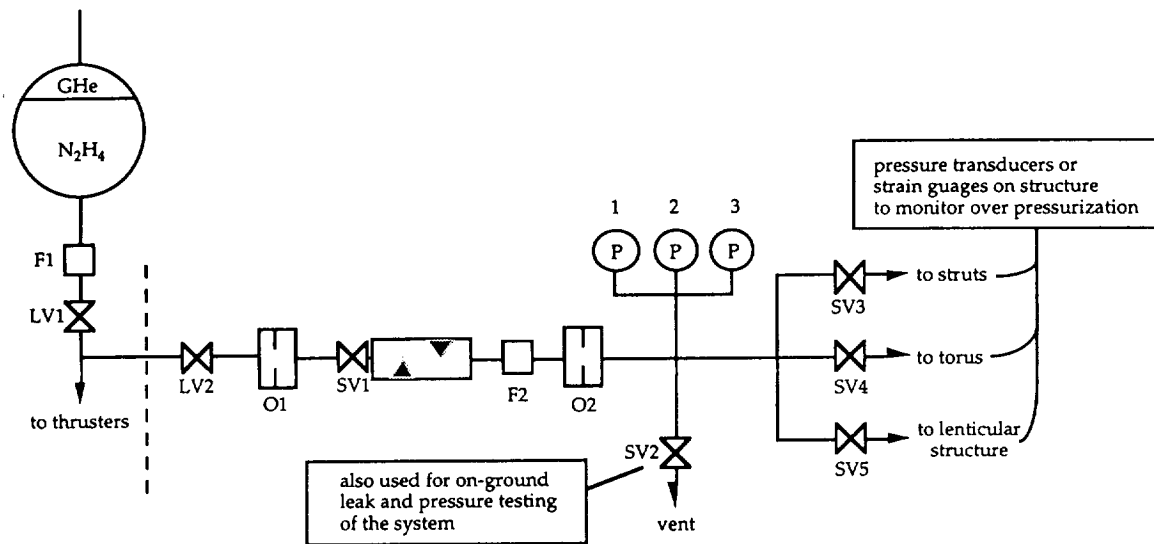 GHe
N₂H₄
F1
LV1
to thrusters
LV2
O1
SV1
F2
O2
1 2 3
P P P
SV2
vent
also used for on-ground
leak and pressure testing
of the system
pressure transducers or
strain guages on structure
to monitor over pressurization
SV3
to struts
SV4
to torus
SV5
to lenticular
structure